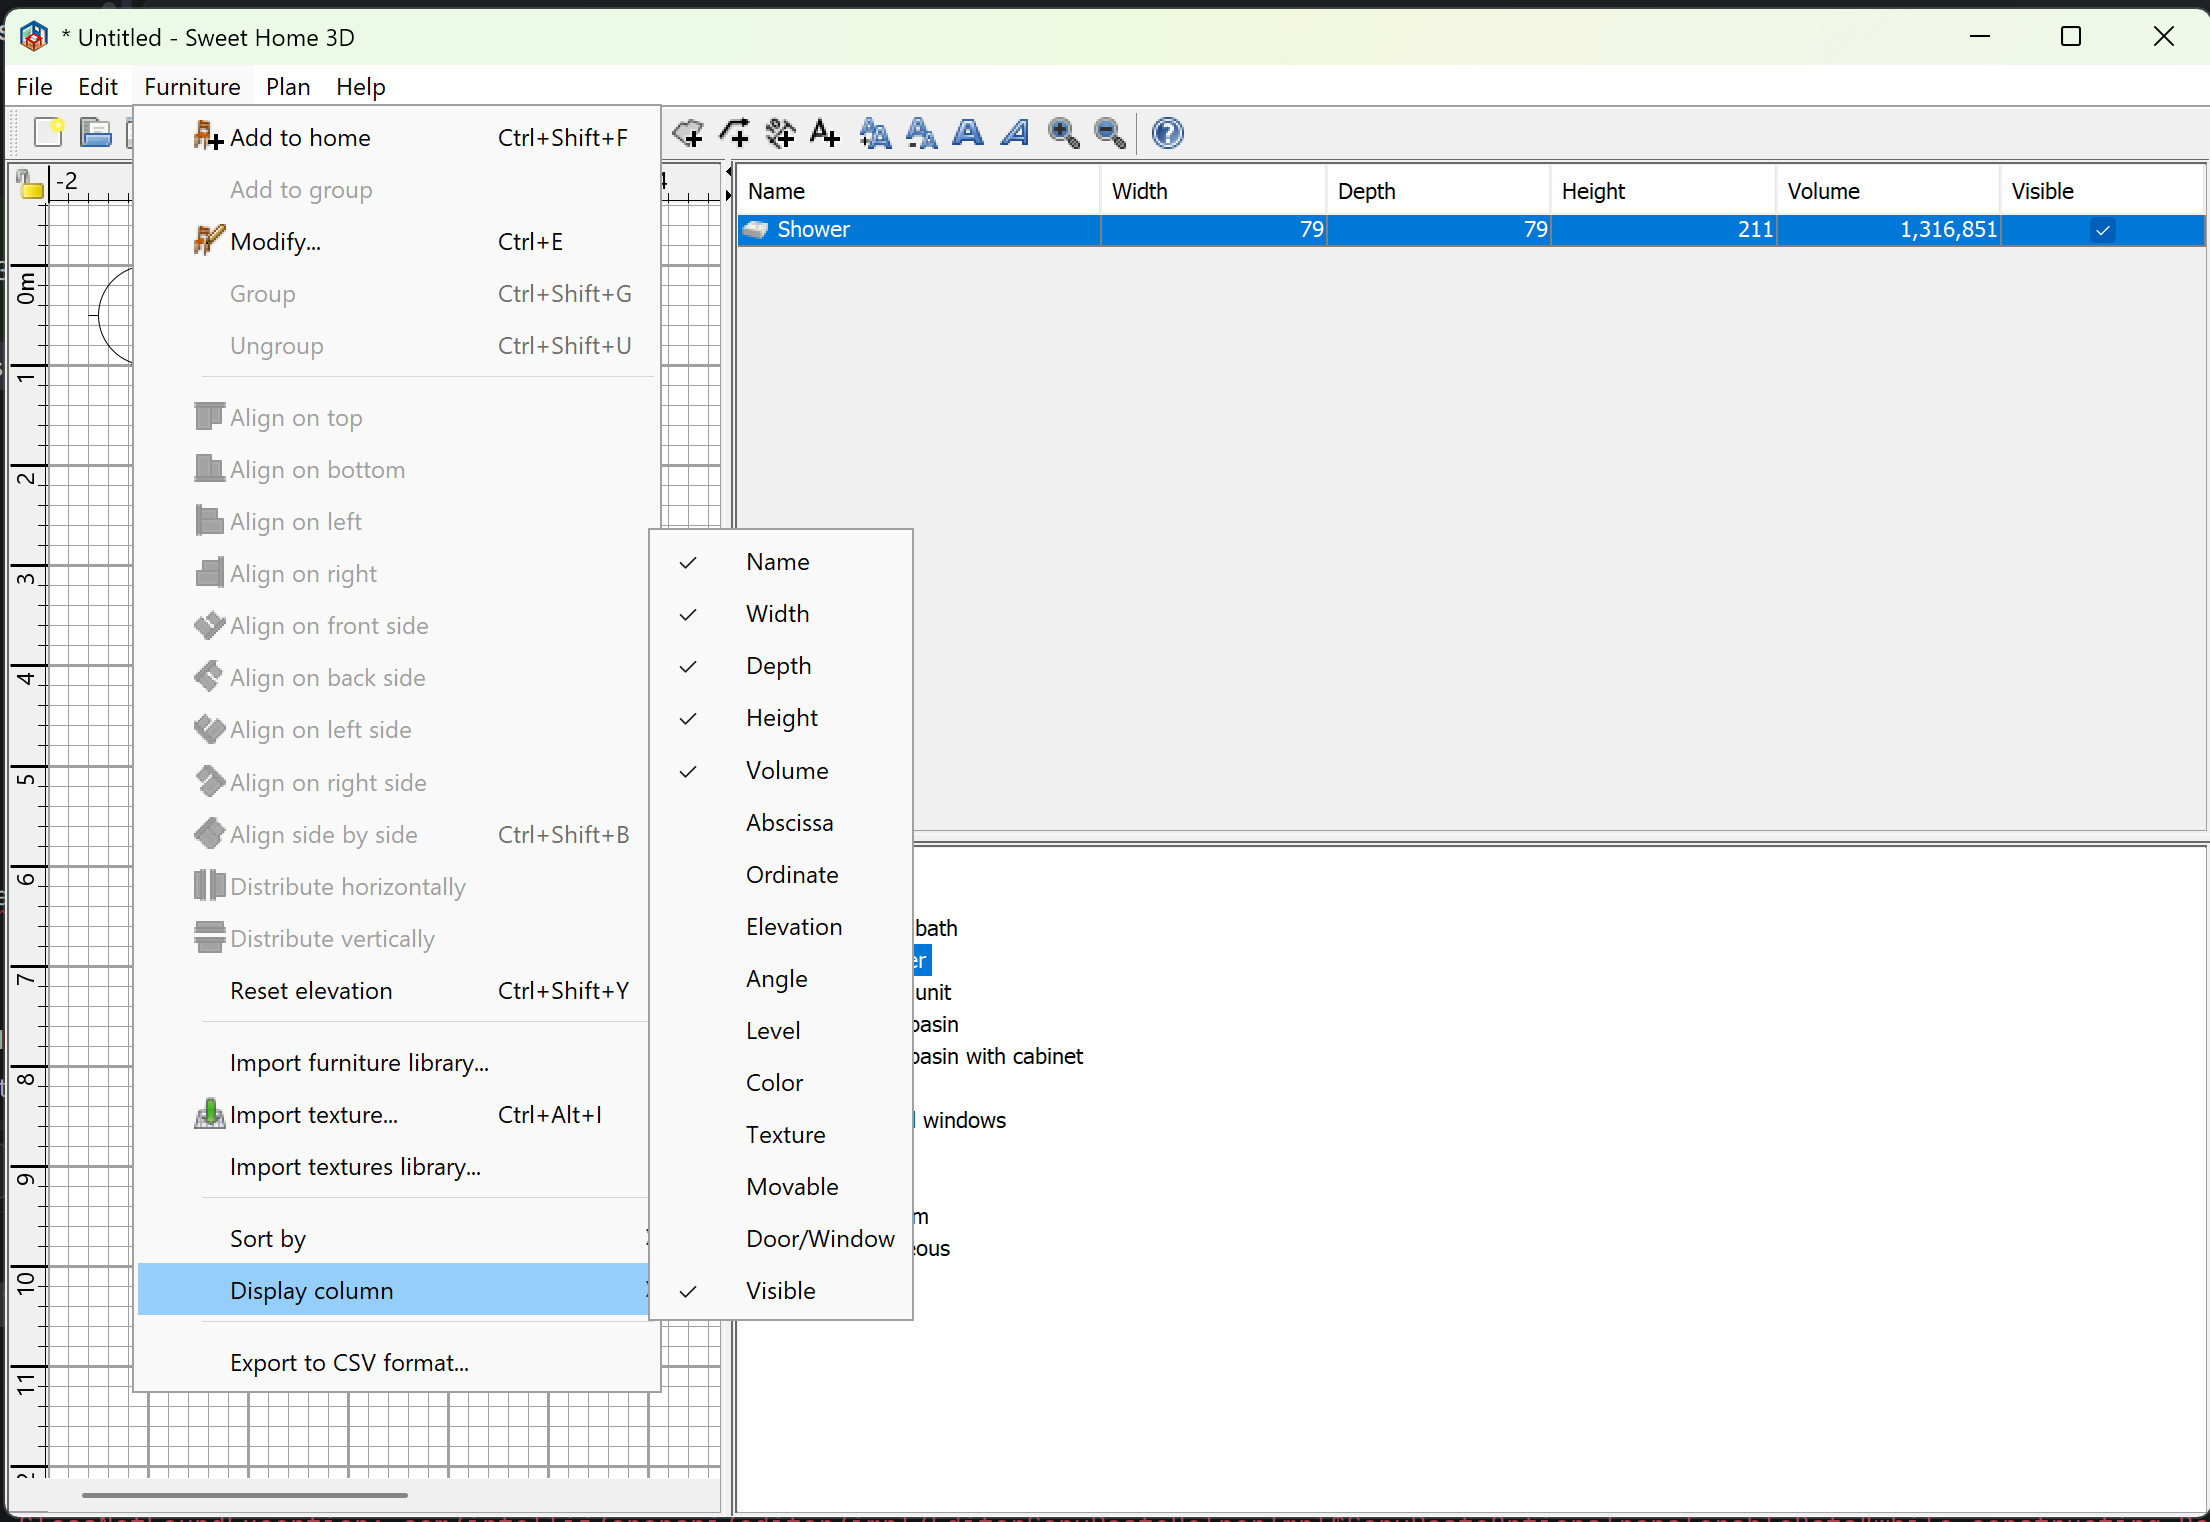 * Untitled - Sweet Home 3D
File Edit Furniture Plan Help
Add to home Ctrl+Shift+F
Add to group
Modify... Ctrl+E
Group Ctrl+Shift+G
Ungroup Ctrl+Shift+U
Align on top
Align on bottom
Align on left
Align on right
Align on front side
Align on back side
Align on left side
Align on right side
Align side by side Ctrl+Shift+B
Distribute horizontally
Distribute vertically
Reset elevation Ctrl+Shift+Y
Import furniture library...
Import texture... Ctrl+Alt+I
Import textures library...
Sort by
Display column
Export to CSV format...
Name
Width
Depth
Height
Volume
Abscissa
Ordinate
Elevation
Angle
Level
Color
Texture
Movable
Door/Window
Visible
-2
0m
1
2
3
4
5
6
7
8
9
10
11
Name Width Depth Height Volume Visible
Shower 79 79 211 1,316,851
bath
unit
basin
basin with cabinet
windows